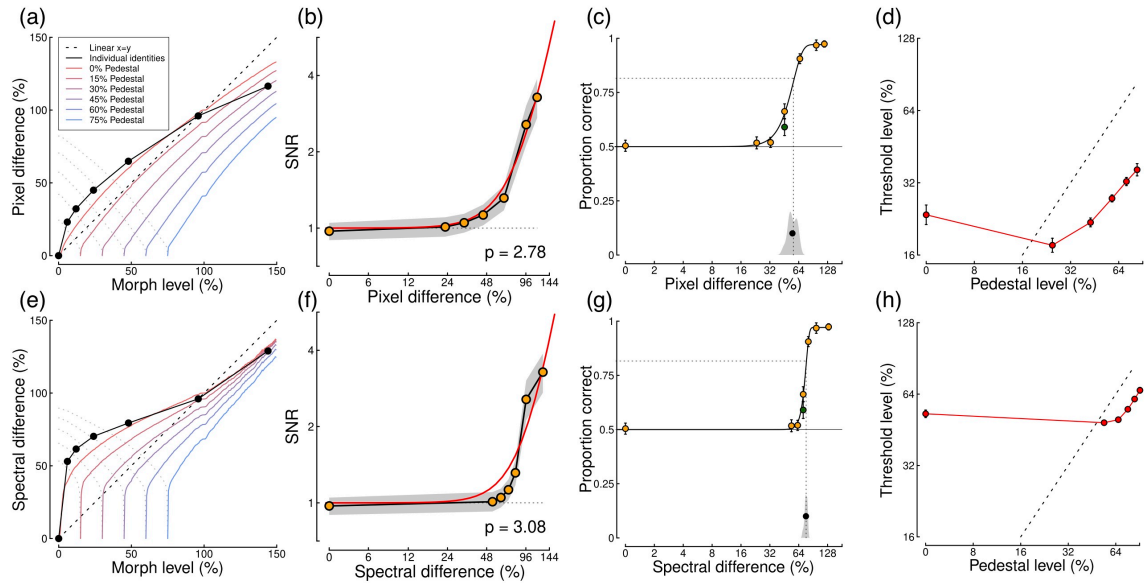 (a)
Pixel difference (%)
150
100
50
0
Linear x=y
Individual identities
0% Pedestal
15% Pedestal
30% Pedestal
45% Pedestal
60% Pedestal
75% Pedestal
0 50 100 150
Morph level (%)
(b)
SNR
4
2
1
p = 2.78
0 6 12 24 48 96 144
Pixel difference (%)
(c)
Proportion correct
1
0.75
0.5
0.25
0
0 2 4 8 16 32 64 128
Pixel difference (%)
(d)
Threshold level (%)
128
64
32
16
0 16 32 64
Pedestal level (%)
(e)
Spectral difference (%)
150
100
50
0
0 50 100 150
Morph level (%)
(f)
SNR
4
2
1
p = 3.08
0 6 12 24 48 96 144
Spectral difference (%)
(g)
Proportion correct
1
0.75
0.5
0.25
0
0 2 4 8 16 32 64 128
Spectral difference (%)
(h)
Threshold level (%)
128
64
32
16
0 16 32 64
Pedestal level (%)